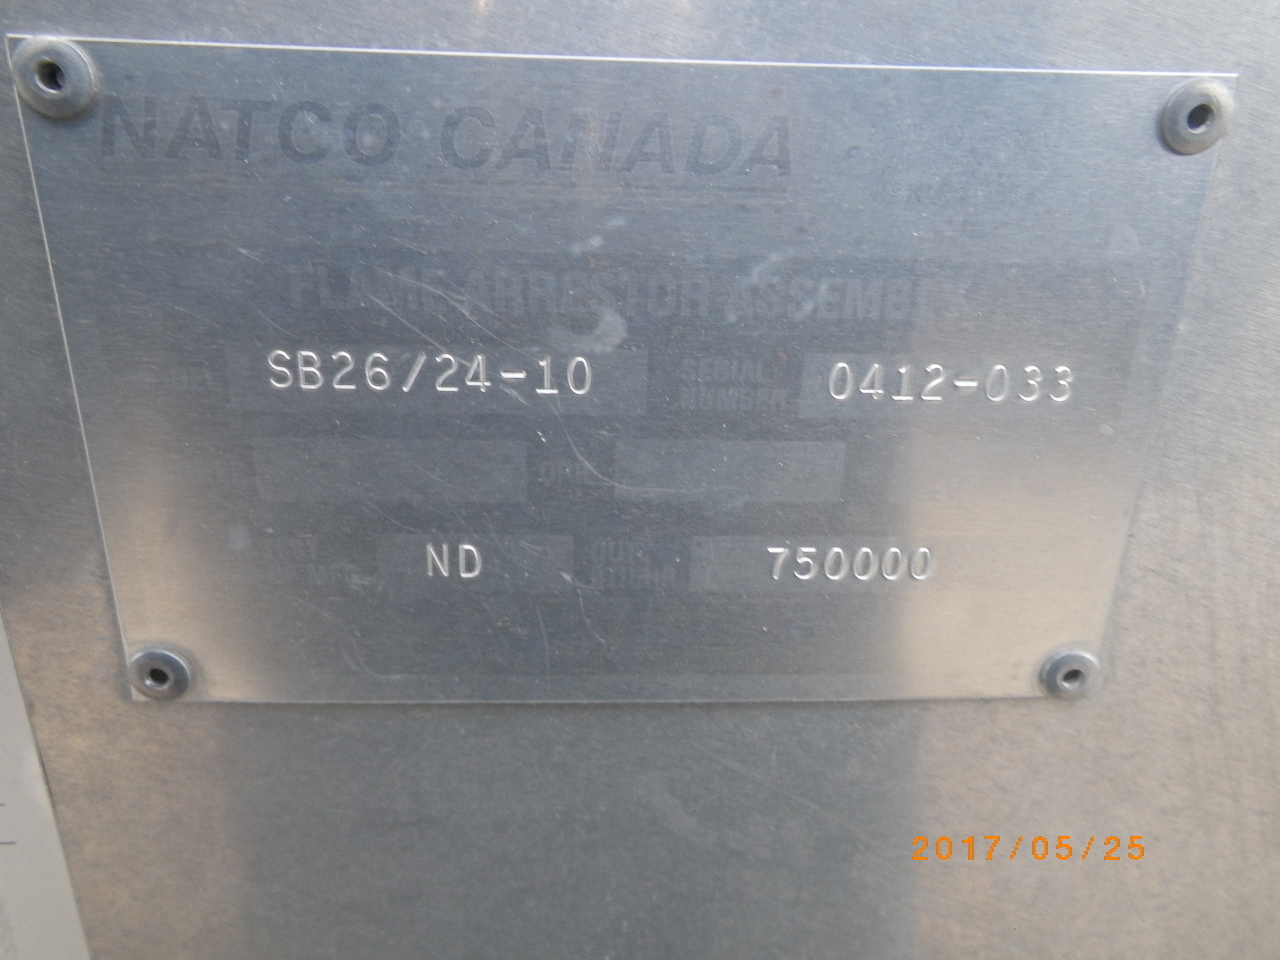 NATCO CANADA
FLAME ARRESTOR ASSEMBLY
SB26/24-10 SERIAL NUMBER 0412-033
ND 750000
2017/05/25